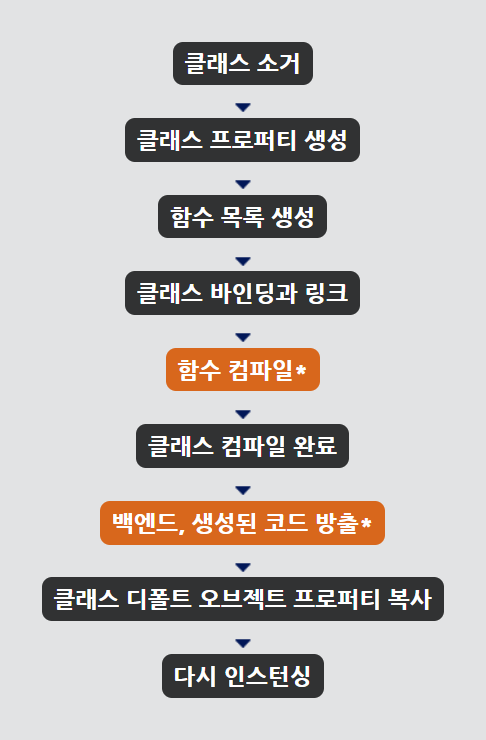 클래스 소거
클래스 프로퍼티 생성
함수 목록 생성
클래스 바인딩과 링크
함수 컴파일*
클래스 컴파일 완료
백엔드, 생성된 코드 방출*
클래스 디폴트 오브젝트 프로퍼티 복사
다시 인스턴싱